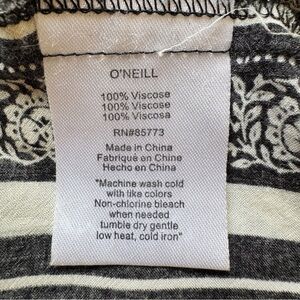 O'NEILL
100% Viscose
100% Viscose
100% Viscosa
RN#85773
Made in China
Fabriqué en Chine
Hecho en China
"Machine wash cold
with like colors
Non-chlorine bleach
when needed
tumble dry gentle
low heat, cold iron"